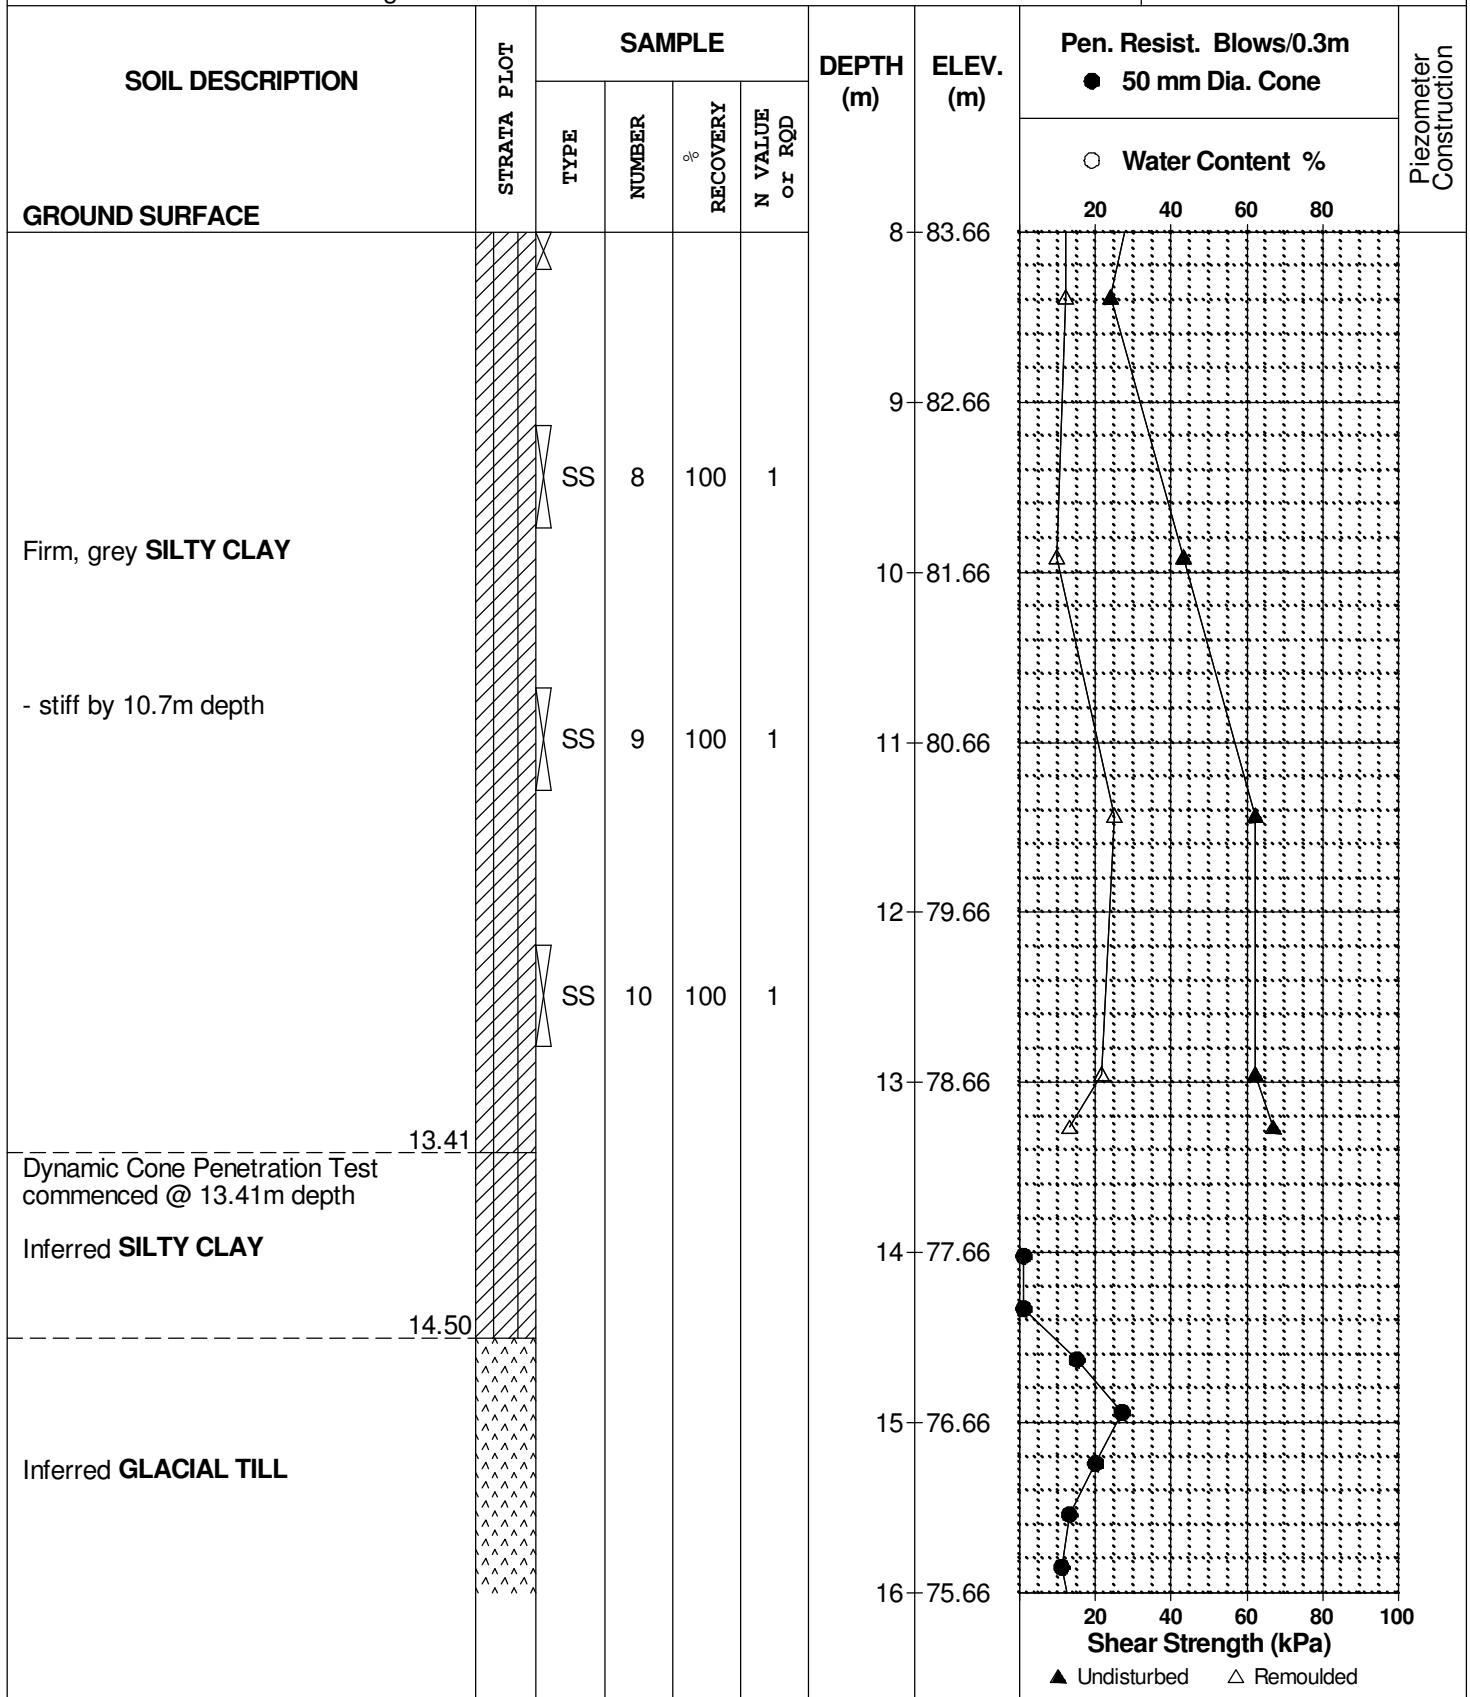 SOIL DESCRIPTION
GROUND SURFACE
STRATA PLOT
SAMPLE
TYPE
NUMBER
%
RECOVERY
N VALUE
or RQD
DEPTH
(m)
ELEV.
(m)
Pen. Resist. Blows/0.3m
● 50 mm Dia. Cone
○ Water Content %
20 40 60 80
Piezometer
Construction
8 83.66
9 82.66
SS 8 100 1
Firm, grey SILTY CLAY
10 81.66
- stiff by 10.7m depth
SS 9 100 1
11 80.66
12 79.66
SS 10 100 1
13 78.66
13.41
Dynamic Cone Penetration Test
commenced @ 13.41m depth
Inferred SILTY CLAY
14 77.66
14.50
15 76.66
Inferred GLACIAL TILL
16 75.66
20 40 60 80 100
Shear Strength (kPa)
▲ Undisturbed △ Remoulded